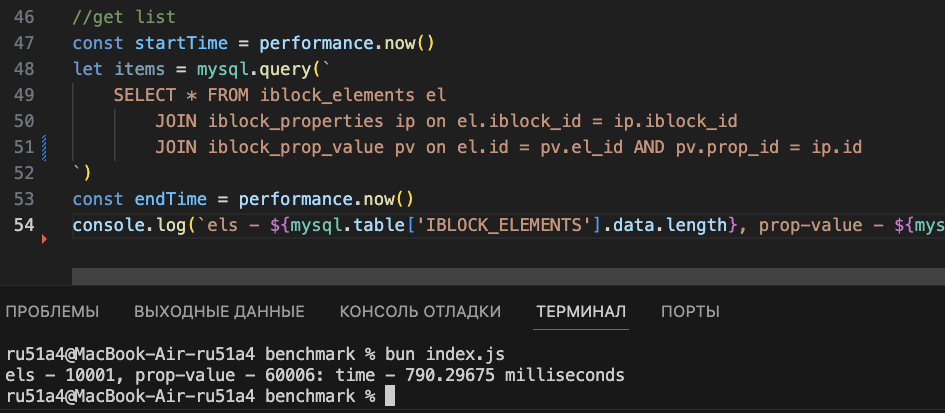 46 //get list
47 const startTime = performance.now()
48 let items = mysql.query(`
49 SELECT * FROM iblock_elements el
50 JOIN iblock_properties ip on el.iblock_id = ip.iblock_id
51 JOIN iblock_prop_value pv on el.id = pv.el_id AND pv.prop_id = ip.id
52 `)
53 const endTime = performance.now()
54 console.log(`els - ${mysql.table['IBLOCK_ELEMENTS'].data.length}, prop-value - ${mys
ПРОБЛЕМЫ ВЫХОДНЫЕ ДАННЫЕ КОНСОЛЬ ОТЛАДКИ ТЕРМИНАЛ ПОРТЫ
ru51a4@MacBook-Air-ru51a4 benchmark % bun index.js
els - 10001, prop-value - 60006: time - 790.29675 milliseconds
ru51a4@MacBook-Air-ru51a4 benchmark %